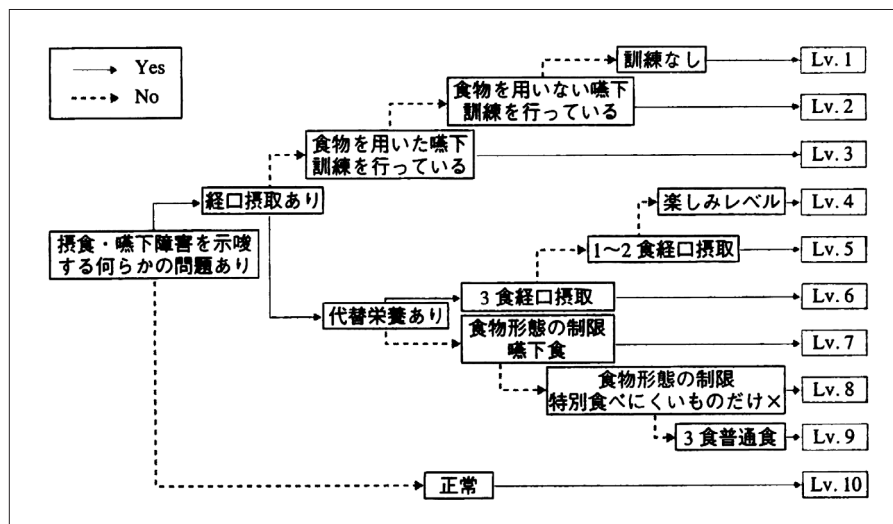 Yes
No
訓練なし
Lv. 1
食物を用いない嚥下
訓練を行っている
Lv. 2
食物を用いた嚥下
訓練を行っている
Lv. 3
経口摂取あり
楽しみレベル
Lv. 4
摂食・嚥下障害を示唆
する何らかの問題あり
1〜2食経口摂取
Lv. 5
代替栄養あり
3食経口摂取
Lv. 6
食物形態の制限
嚥下食
Lv. 7
食物形態の制限
特別食べにくいものだけ×
Lv. 8
3食普通食
Lv. 9
正常
Lv. 10